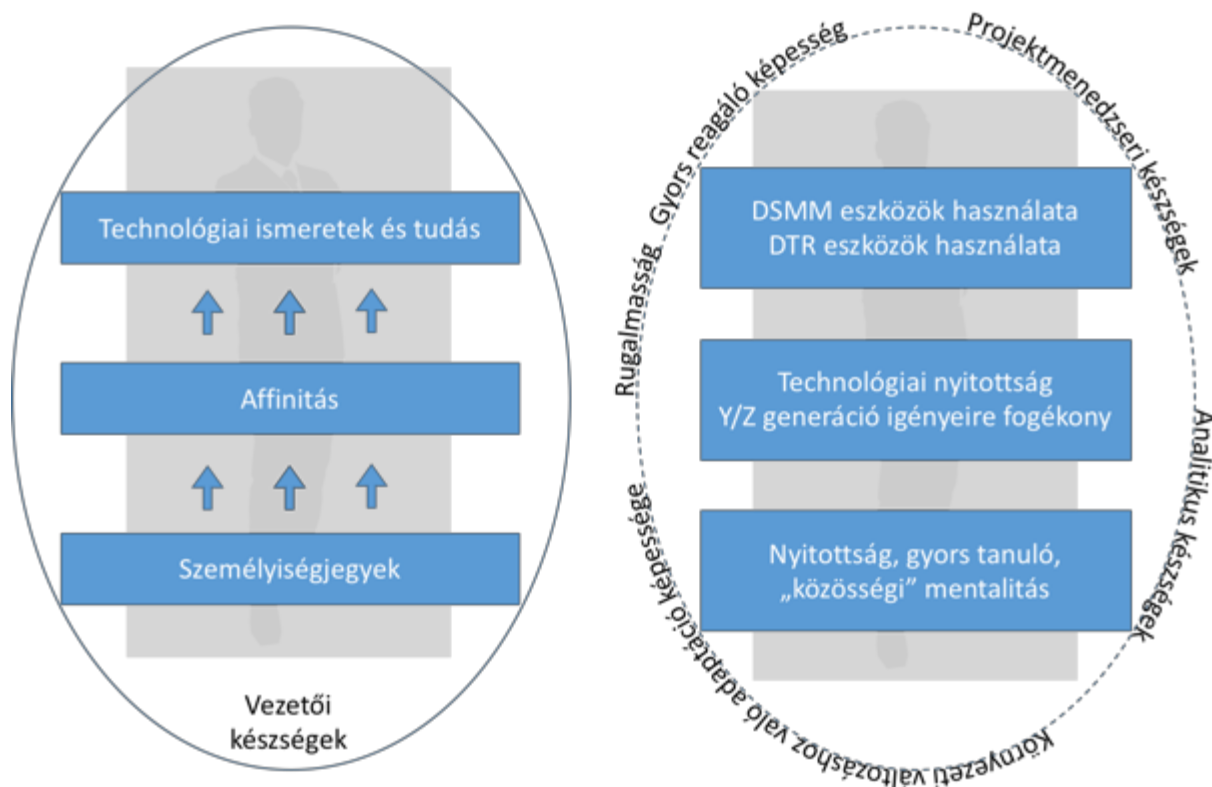 Technológiai ismeretek és tudás
Affinitás
Személyiségjegyek
Vezetői
készségek
Rugalmasság
Gyors reagáló képesség
Projektmenedzseri készségek
Analitikus készségek
Környezeti változáshoz való adaptáció képessége
DSMM eszközök használata
DTR eszközök használata
Technológiai nyitottság
Y/Z generáció igényeire fogékony
Nyitottság, gyors tanuló,
„közösségi” mentalitás